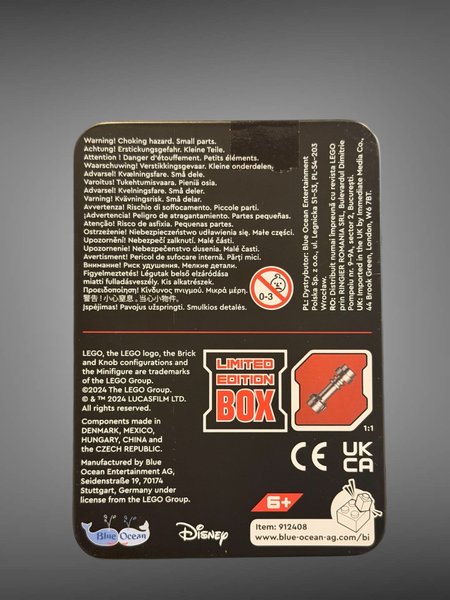 Warning! Choking hazard. Small parts.
Achtung! Erstickungsgefahr. Kleine Teile.
Attention ! Danger d'étouffement. Petits éléments.
Waarschuwing! Verstikkingsgevaar. Kleine onderdelen.
Advarsel! Kvælningsfare. Små dele.
Varoitus! Tukehtumisvaara. Pieniä osia.
Advarsel! Kvelningsfare. Små deler.
Varning! Kvävningsrisk. Små delar.
Avvertenza! Rischio di soffocamento. Piccole parti.
¡Advertencia! Peligro de atragantamiento. Partes pequeñas.
Atenção! Risco de asfixia. Pequenas partes.
Ostrzeżenie! Niebezpieczeństwo udławienia się. Małe części.
Upozornění! Nebezpečí zalknutí. Malé části.
Upozornenie! Nebezpečenstvo udusenia. Malé časti.
Avertisment! Pericol de sufocare internă. Părți mici.
Внимание! Риск удушения. Мелкие детали.
Figyelmeztetés! Légutak belső elzáródása
miatti fulladásveszély. Kis alkatrészek.
Προειδοποίηση! Κίνδυνος πνιγμού. Μικρά μέρη.
警告！小心窒息。当心小物件。
Įspėjimas! Pavojus užspringti. Smulkios detalės.
0-3
PL: Dystrybutor: Blue Ocean Entertainment
Polska Sp. z o.o., ul. Legnicka 51-53, PL-54-203
Wrocław.
RO: Distribuit numai împreună cu revista LEGO
prin RINGIER ROMANIA SRL, Bulevardul Dimitrie
Pompeiu nr. 9-9A, sector 2, București.
UK: Imported in the UK by Immediate Media Co.,
44 Brook Green, London, W6 7BT.
LEGO, the LEGO logo, the Brick
and Knob configurations and
the Minifigure are trademarks
of the LEGO Group.
©2024 The LEGO Group.
© & ™ 2024 LUCASFILM LTD.
All rights reserved.
Components made in
DENMARK, MEXICO,
HUNGARY, CHINA and
the CZECH REPUBLIC.
Manufactured by Blue
Ocean Entertainment AG,
Seidenstraße 19, 70174
Stuttgart, Germany under
license from the LEGO Group.
LIMITED
EDITION
BOX
1:1
CE
UK
CA
6+
Blue Ocean
Disney
Item: 912408
www.blue-ocean-ag.com/bi